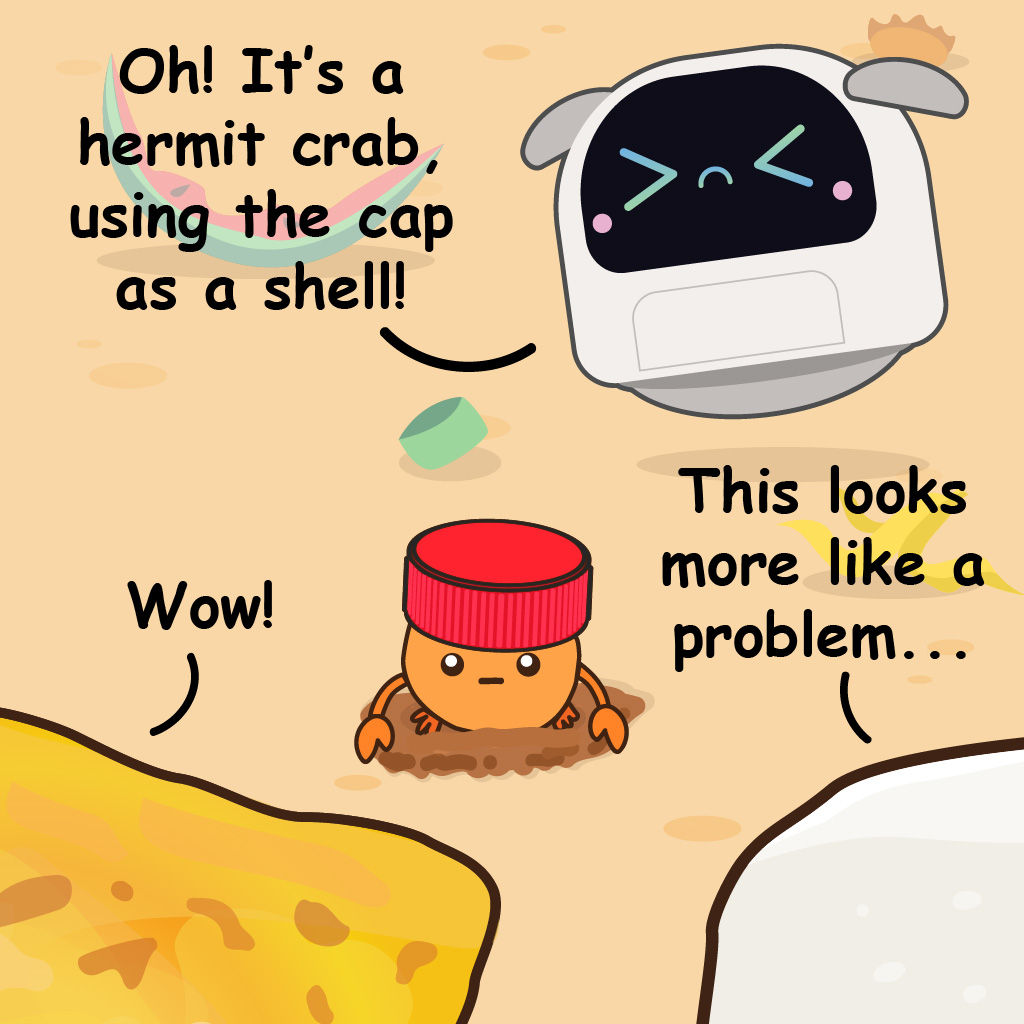 Oh! It's a
hermit crab,
using the cap
as a shell!
This looks
more like a
problem...
Wow!